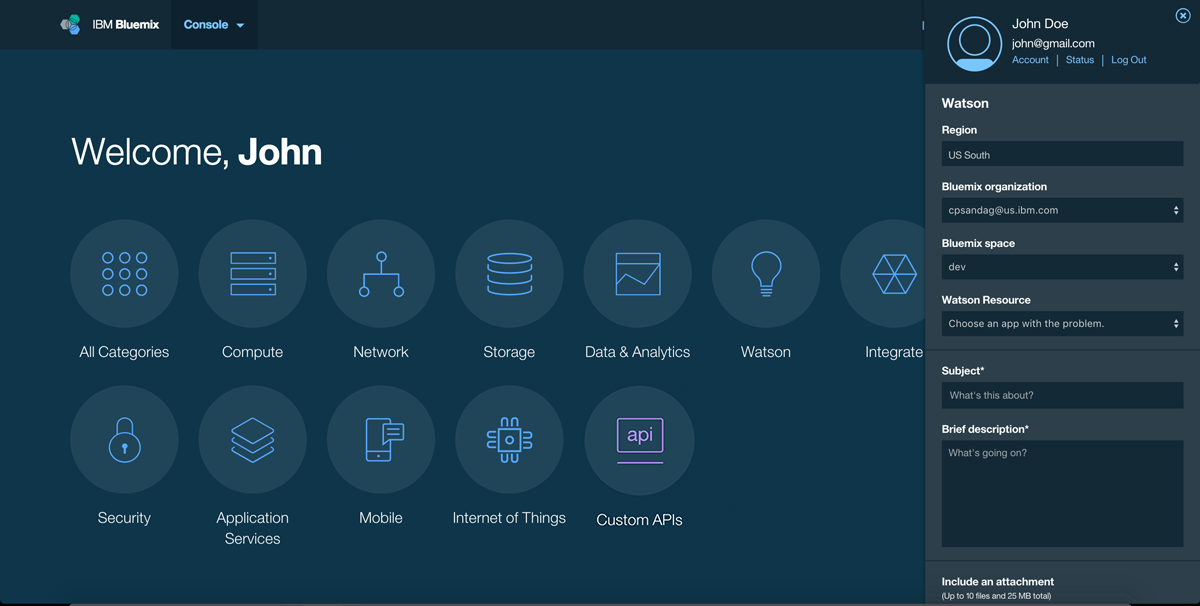 IBM Bluemix
Console
Welcome, John
All Categories
Compute
Network
Storage
Data & Analytics
Watson
Integrate
Security
Application
Services
Mobile
Internet of Things
api
Custom APIs
John Doe
john@gmail.com
Account | Status | Log Out
Watson
Region
US South
Bluemix organization
cpsandag@us.ibm.com
Bluemix space
dev
Watson Resource
Choose an app with the problem.
Subject*
What's this about?
Brief description*
What's going on?
Include an attachment
(Up to 10 files and 25 MB total)